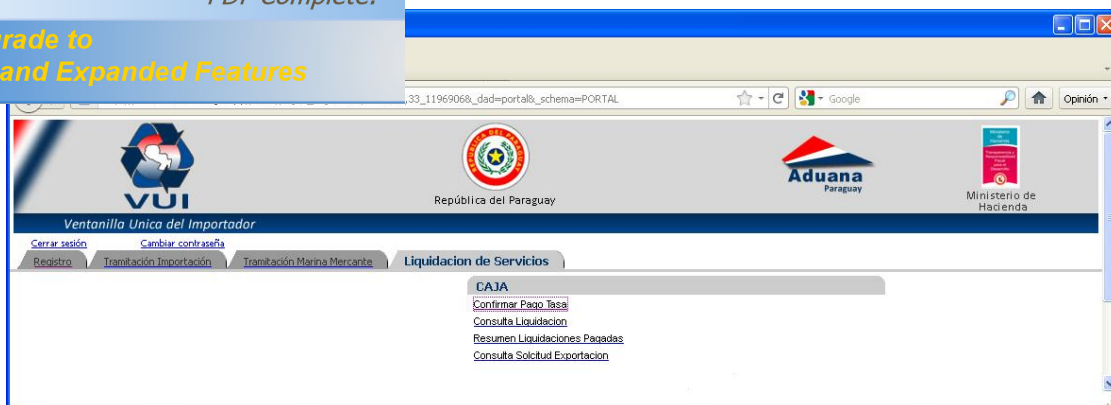 PDF Complete.
rade to
and Expanded Features
,33_1196906&_dad=portal&_schema=PORTAL
Google
Opinión
VUI
República del Paraguay
Aduana
Paraguay
Ministerio de
Hacienda
Ventanilla Unica del Importador
Cerrar sesión Cambiar contraseña
Registro Tramitación Importación Tramitación Marina Mercante Liquidacion de Servicios
CAJA
Confirmar Pago Tasa
Consulta Liquidacion
Resumen Liquidaciones Pagadas
Consulta Solcitud Exportacion